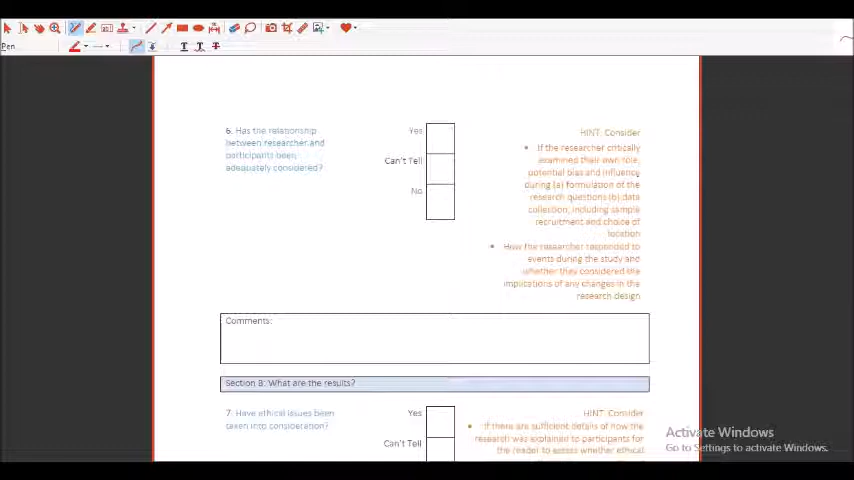 Pen
6. Has the relationship
between researcher and
participants been
adequately considered?
Yes
Can't Tell
No
HINT: Consider
• If the researcher critically
examined their own role,
potential bias and influence
during (a) formulation of the
research questions (b) data
collection, including sample
recruitment and choice of
location
• How the researcher responded to
events during the study and
whether they considered the
implications of any changes in the
research design
Comments:
Section B: What are the results?
7. Have ethical issues been
taken into consideration?
Yes
Can't Tell
HINT: Consider
• If there are sufficient details of how the
research was explained to participants for
the reader to assess whether ethical
Activate Windows
Go to Settings to activate Windows.